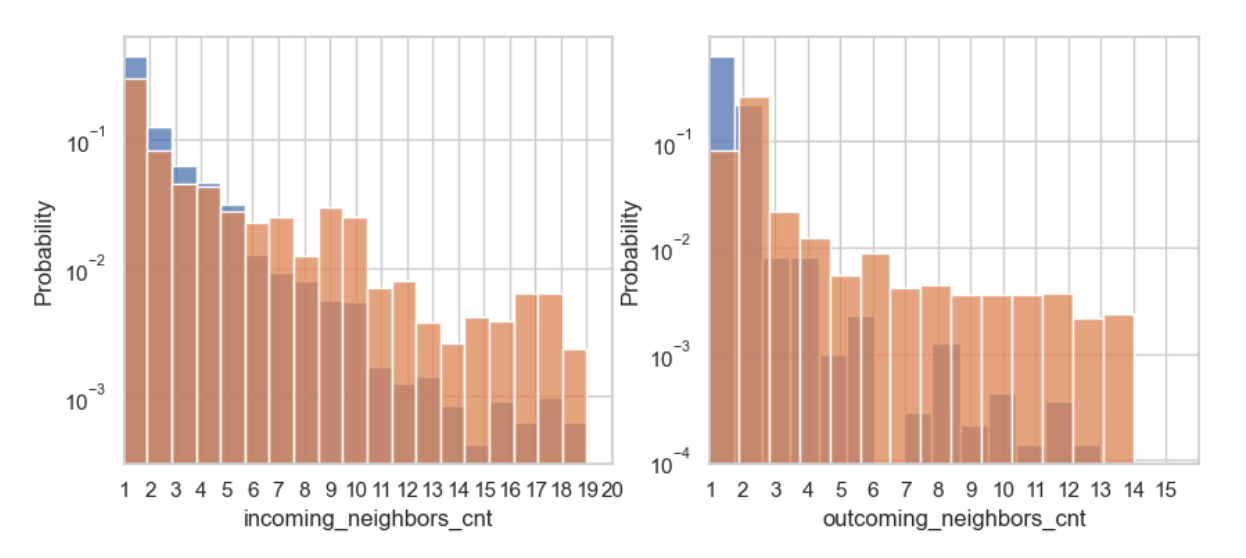 Probability
10⁻¹
10⁻²
10⁻³
1 2 3 4 5 6 7 8 9 10 11 12 13 14 15 16 17 18 19 20
incoming_neighbors_cnt
Probability
10⁻¹
10⁻²
10⁻³
10⁻⁴
1 2 3 4 5 6 7 8 9 10 11 12 13 14 15
outcoming_neighbors_cnt